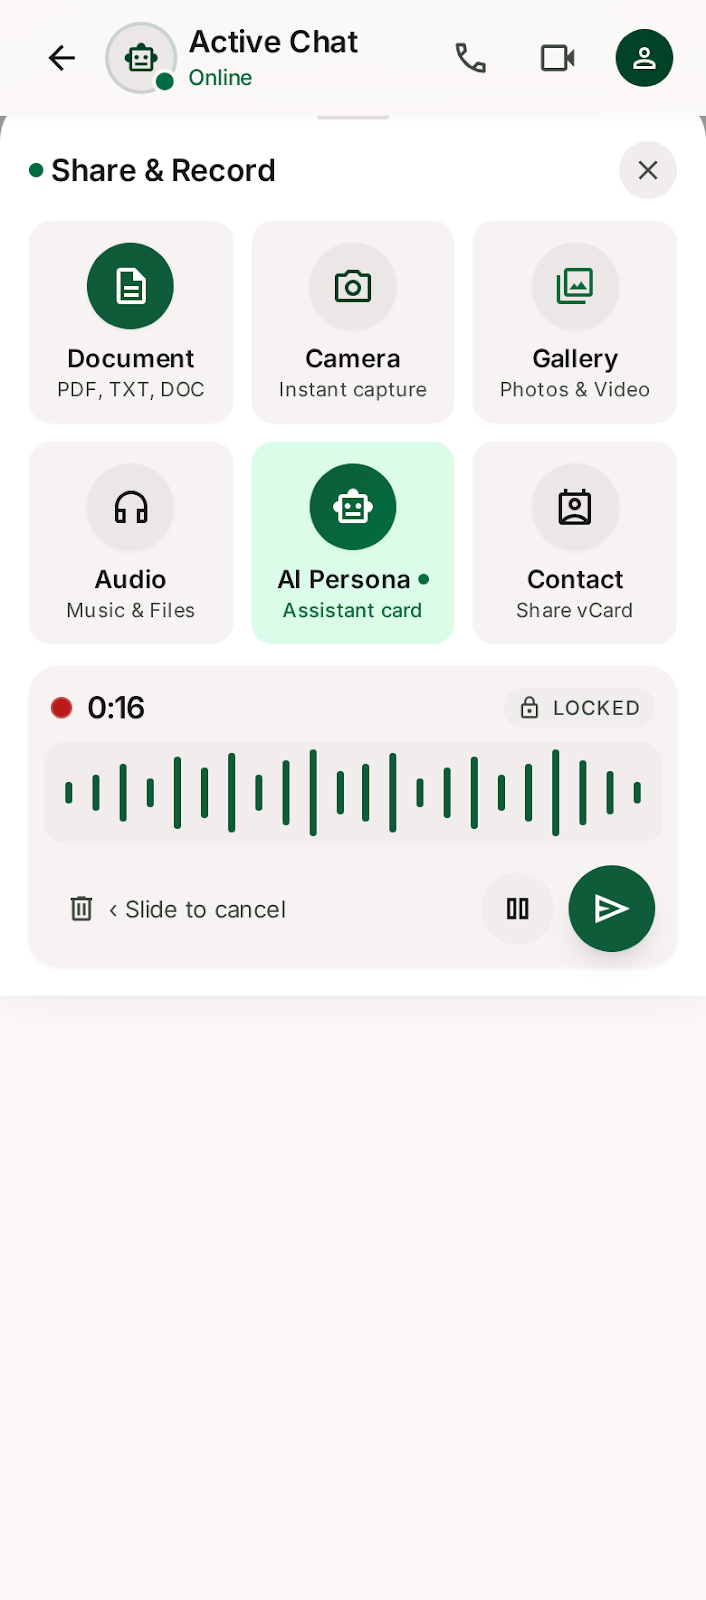 Active Chat
Online
Share & Record
Document
PDF, TXT, DOC
Camera
Instant capture
Gallery
Photos & Video
Audio
Music & Files
AI Persona
Assistant card
Contact
Share vCard
0:16
LOCKED
‹ Slide to cancel